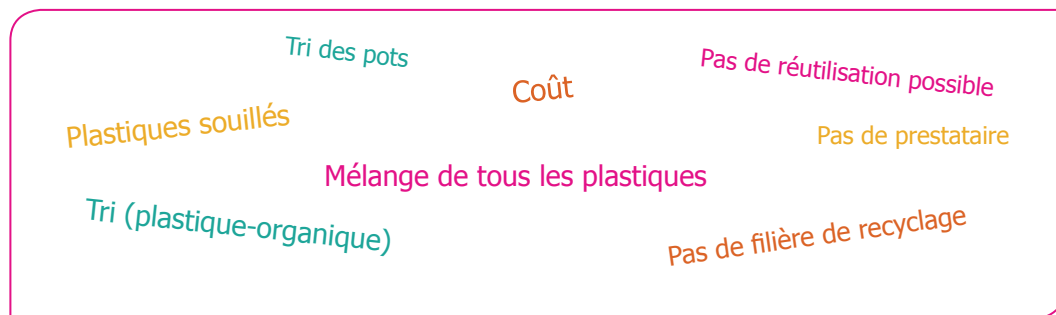 Tri des pots
Pas de réutilisation possible
Coût
Plastiques souillés
Pas de prestataire
Mélange de tous les plastiques
Tri (plastique-organique)
Pas de filière de recyclage